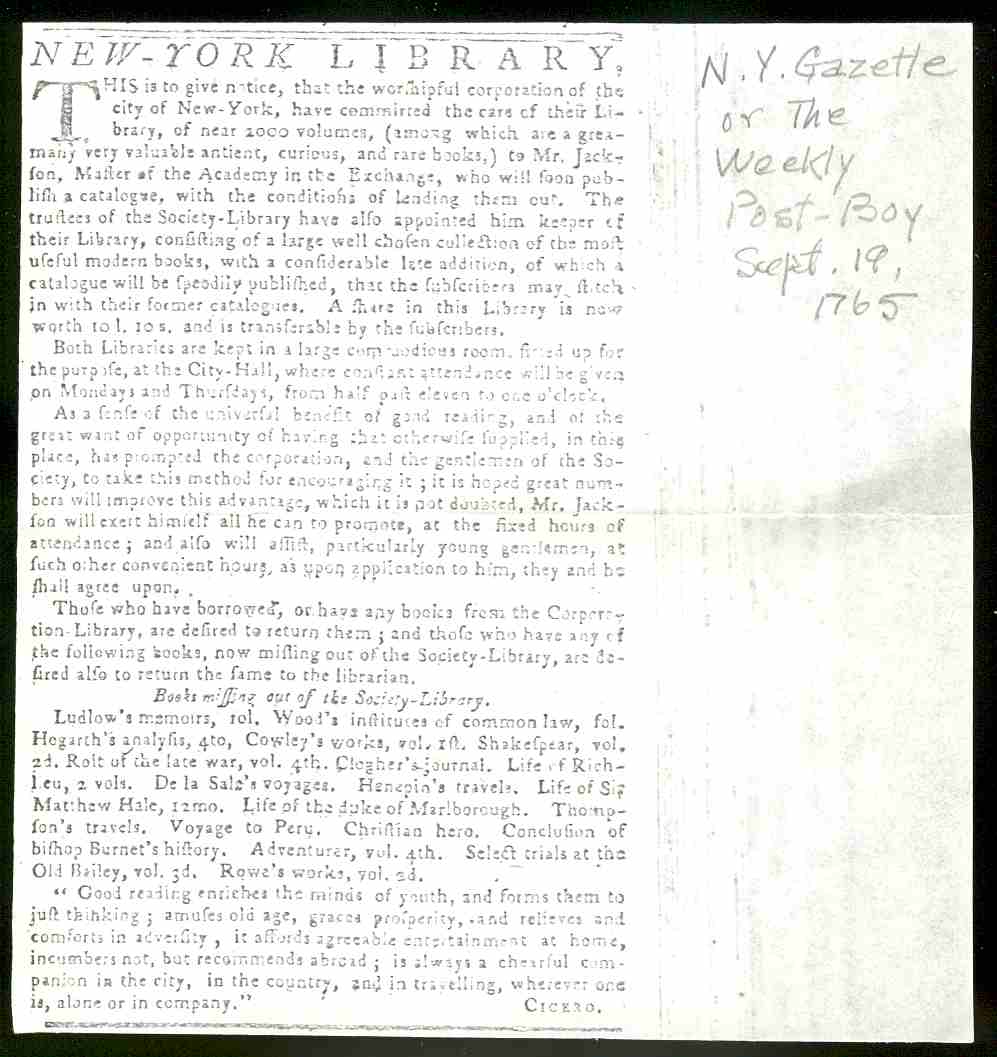 NEW-YORK LIBRARY.
THIS is to give notice, that the worſhipful corporation of the
city of New-York, have committed the care of their Li-
brary, of near 2000 volumes, (among which are a grea-
many very valuable antient, curious, and rare books,) to Mr. Jack-
ſon, Maſter of the Academy in the Exchange, who will ſoon pub-
liſh a catalogue, with the conditions of lending them out. The
truſtees of the Society-Library have alſo appointed him keeper of
their Library, conſiſting of a large well choſen collection of the moſt
uſeful modern books, with a conſiderable late addition, of which a
catalogue will be ſpeedily publiſhed, that the ſubſcribers may ſtitch
in with their former catalogues. A ſhare in this Library is now
worth 10 l. 10 s. and is transferable by the ſubſcribers.
Both Libraries are kept in a large commodious room, fitted up for
the purpoſe, at the City-Hall, where conſtant attendance will be given
on Mondays and Thurſdays, from half paſt eleven to one o'clock.
As a ſenſe of the univerſal benefit of good reading, and of the
great want of opportunity of having that otherwiſe ſupplied, in this
place, has prompted the corporation, and the gentlemen of the So-
ciety, to take this method for encouraging it ; it is hoped great num-
bers will improve this advantage, which it is not doubted, Mr. Jack-
ſon will exert himſelf all he can to promote, at the fixed hours of
attendance ; and alſo will aſſiſt, particularly young gentlemen, at
ſuch other convenient hours, as upon application to him, they and he
ſhall agree upon.
Thoſe who have borrowed, or have any books from the Corpora-
tion-Library, are deſired to return them ; and thoſe who have any of
the following books, now miſſing out of the Society-Library, are de-
ſired alſo to return the ſame to the librarian.
Books miſſing out of the Society-Library.
Ludlow's memoirs, fol. Wood's inſtitutes of common law, fol.
Hogarth's analyſis, 4to, Cowley's works, vol. 1ſt. Shakeſpear, vol.
2d. Rolt of the late war, vol. 4th. Clogher's journal. Life of Rich-
lieu, 2 vols. De la Sale's voyages. Henepin's travels. Life of Sir
Matthew Hale, 12mo. Life of the duke of Marlborough. Thomp-
ſon's travels. Voyage to Peru. Chriſtian hero. Concluſion of
biſhop Burnet's hiſtory. Adventurer, vol. 4th. Select trials at the
Old Bailey, vol. 3d. Rowe's works, vol. 2d.
“ Good reading enriches the minds of youth, and forms them to
juſt thinking ; amuſes old age, graces proſperity, and relieves and
comforts in adverſity, it affords agreeable entertainment at home,
incumbers not, but recommends abroad ; is always a chearful com-
panion in the city, in the country, and in travelling, wherever one
is, alone or in company.” CICERO.
N.Y. Gazette
or The
Weekly
Post-Boy
Sept. 19,
1765